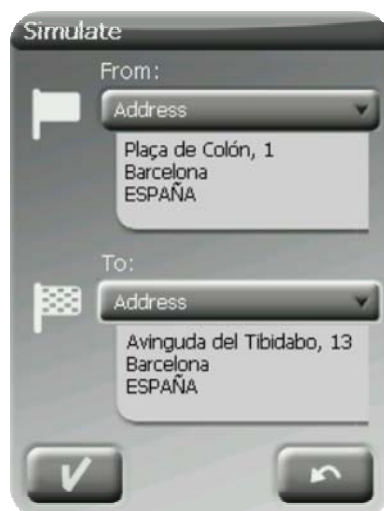 Simulate
From:
Address
Plaça de Colón, 1
Barcelona
ESPAÑA
To:
Address
Avinguda del Tibidabo, 13
Barcelona
ESPAÑA